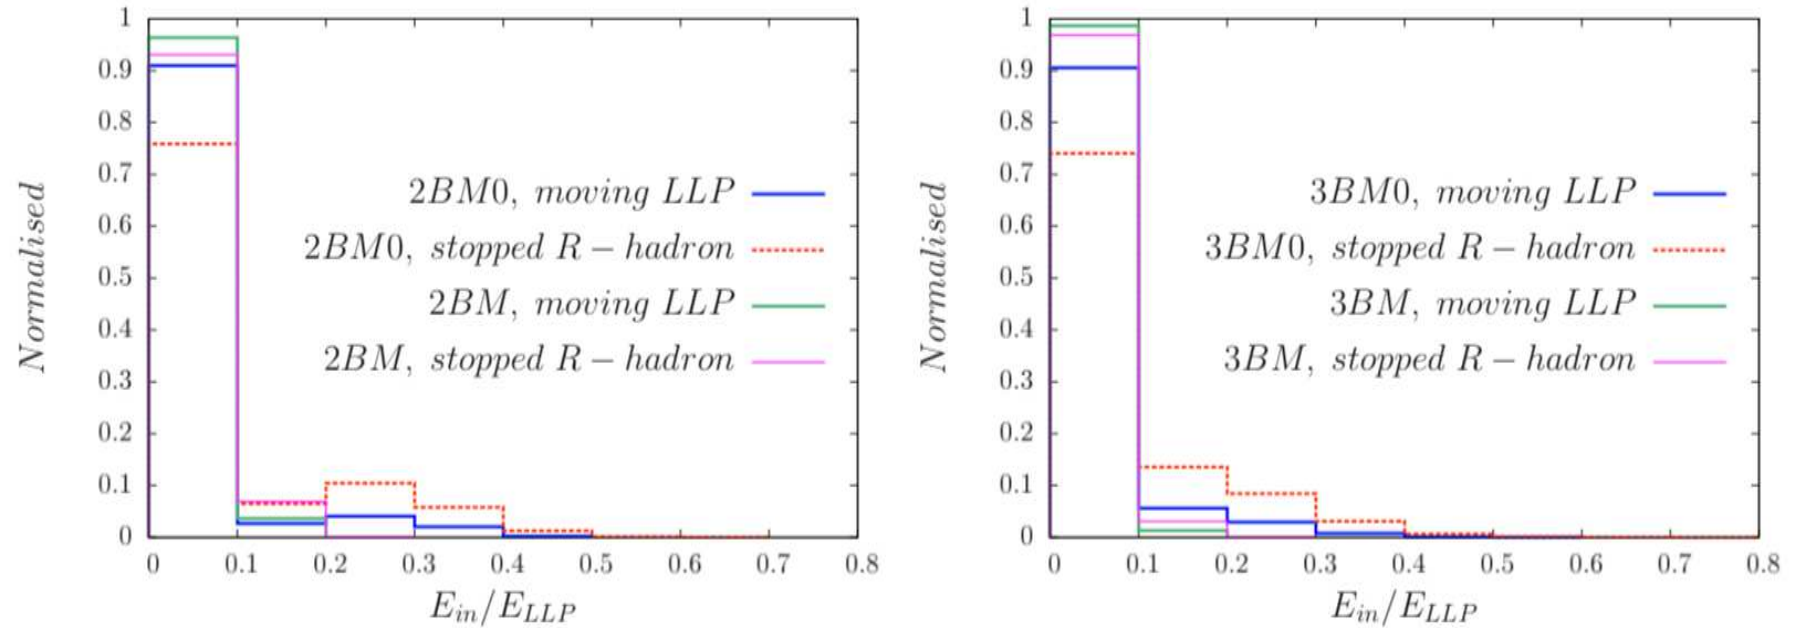 Normalised
1
0.9
0.8
0.7
0.6
0.5
0.4
0.3
0.2
0.1
0
2BM0, moving LLP
2BM0, stopped R − hadron
2BM, moving LLP
2BM, stopped R − hadron
0 0.1 0.2 0.3 0.4 0.5 0.6 0.7 0.8
E_in/E_LLP
Normalised
1
0.9
0.8
0.7
0.6
0.5
0.4
0.3
0.2
0.1
0
3BM0, moving LLP
3BM0, stopped R − hadron
3BM, moving LLP
3BM, stopped R − hadron
0 0.1 0.2 0.3 0.4 0.5 0.6 0.7 0.8
E_in/E_LLP